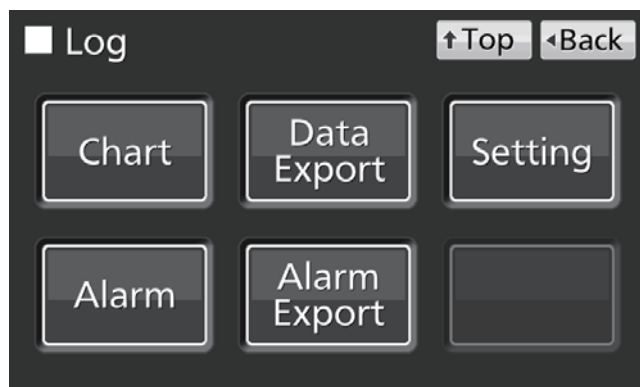 Log
↑Top
◂Back
Chart
Data
Export
Setting
Alarm
Alarm
Export